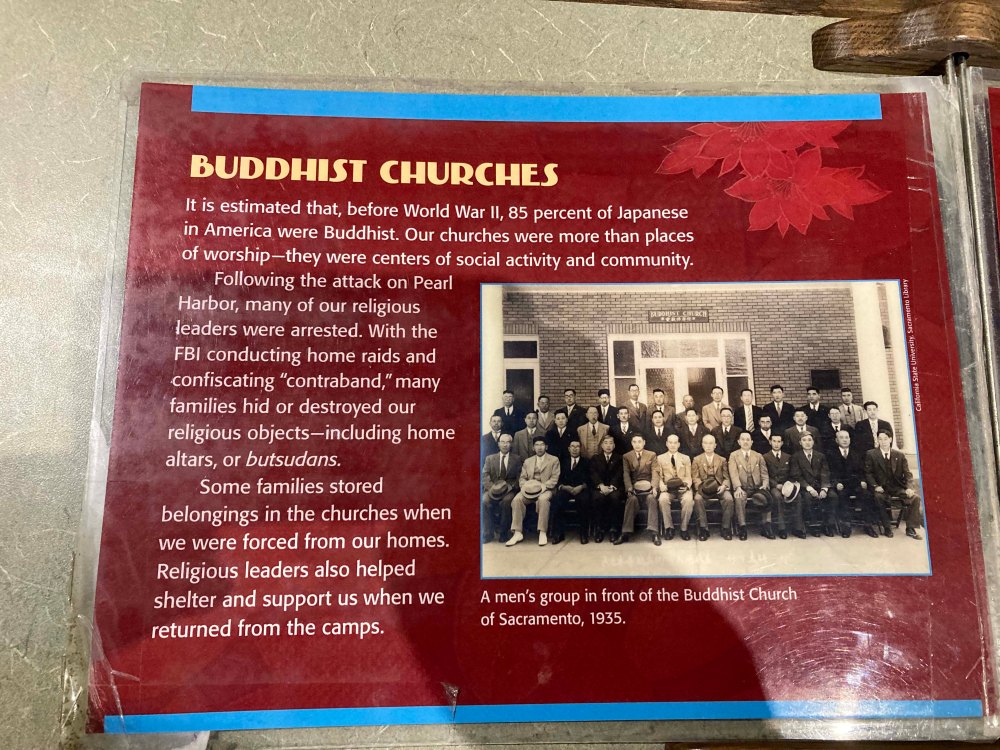 BUDDHIST CHURCHES
It is estimated that, before World War II, 85 percent of Japanese
in America were Buddhist. Our churches were more than places
of worship—they were centers of social activity and community.
Following the attack on Pearl
Harbor, many of our religious
leaders were arrested. With the
FBI conducting home raids and
confiscating “contraband,” many
families hid or destroyed our
religious objects—including home
altars, or butsudans.
Some families stored
belongings in the churches when
we were forced from our homes.
Religious leaders also helped
shelter and support us when we
returned from the camps.
BUDDHIST CHURCH
California State University, Sacramento Library
A men’s group in front of the Buddhist Church
of Sacramento, 1935.